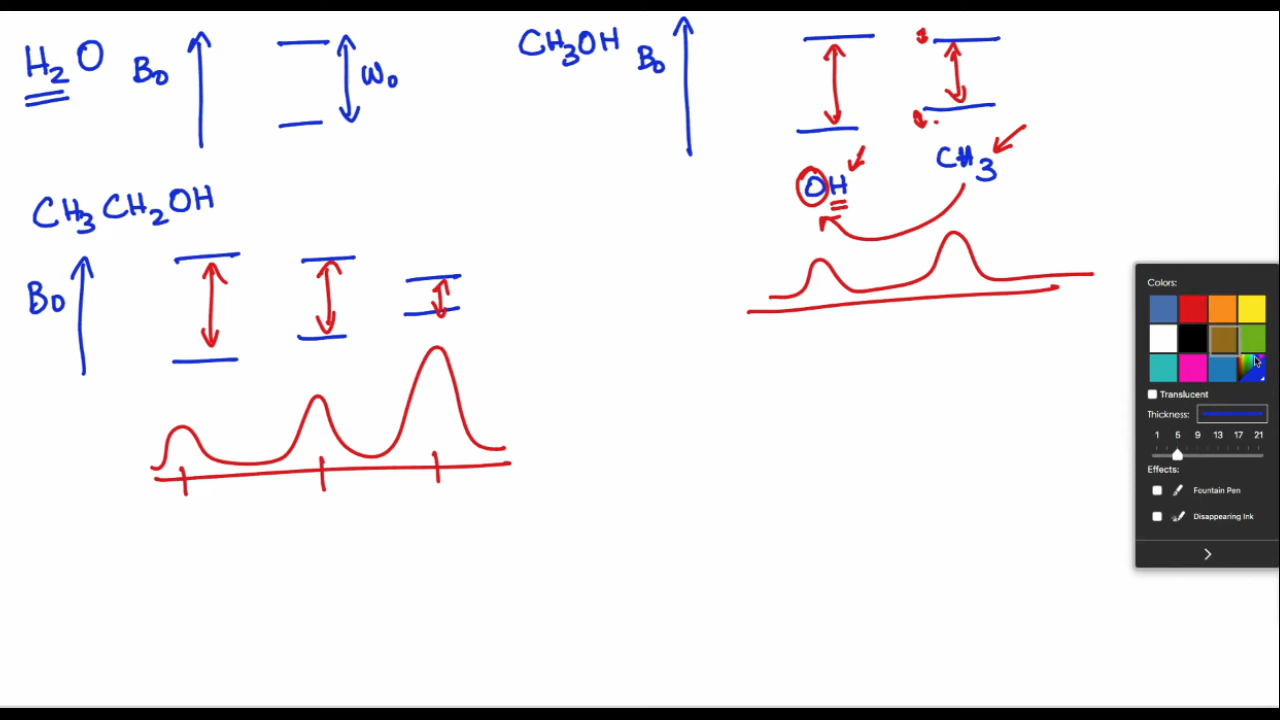 H₂O B₀ ω₀
CH₃CH₂OH
B₀
CH₃OH B₀
OH CH₃
Colors:
Translucent
Thickness:
1 5 9 13 17 21
Effects:
Fountain Pen
Disappearing Ink